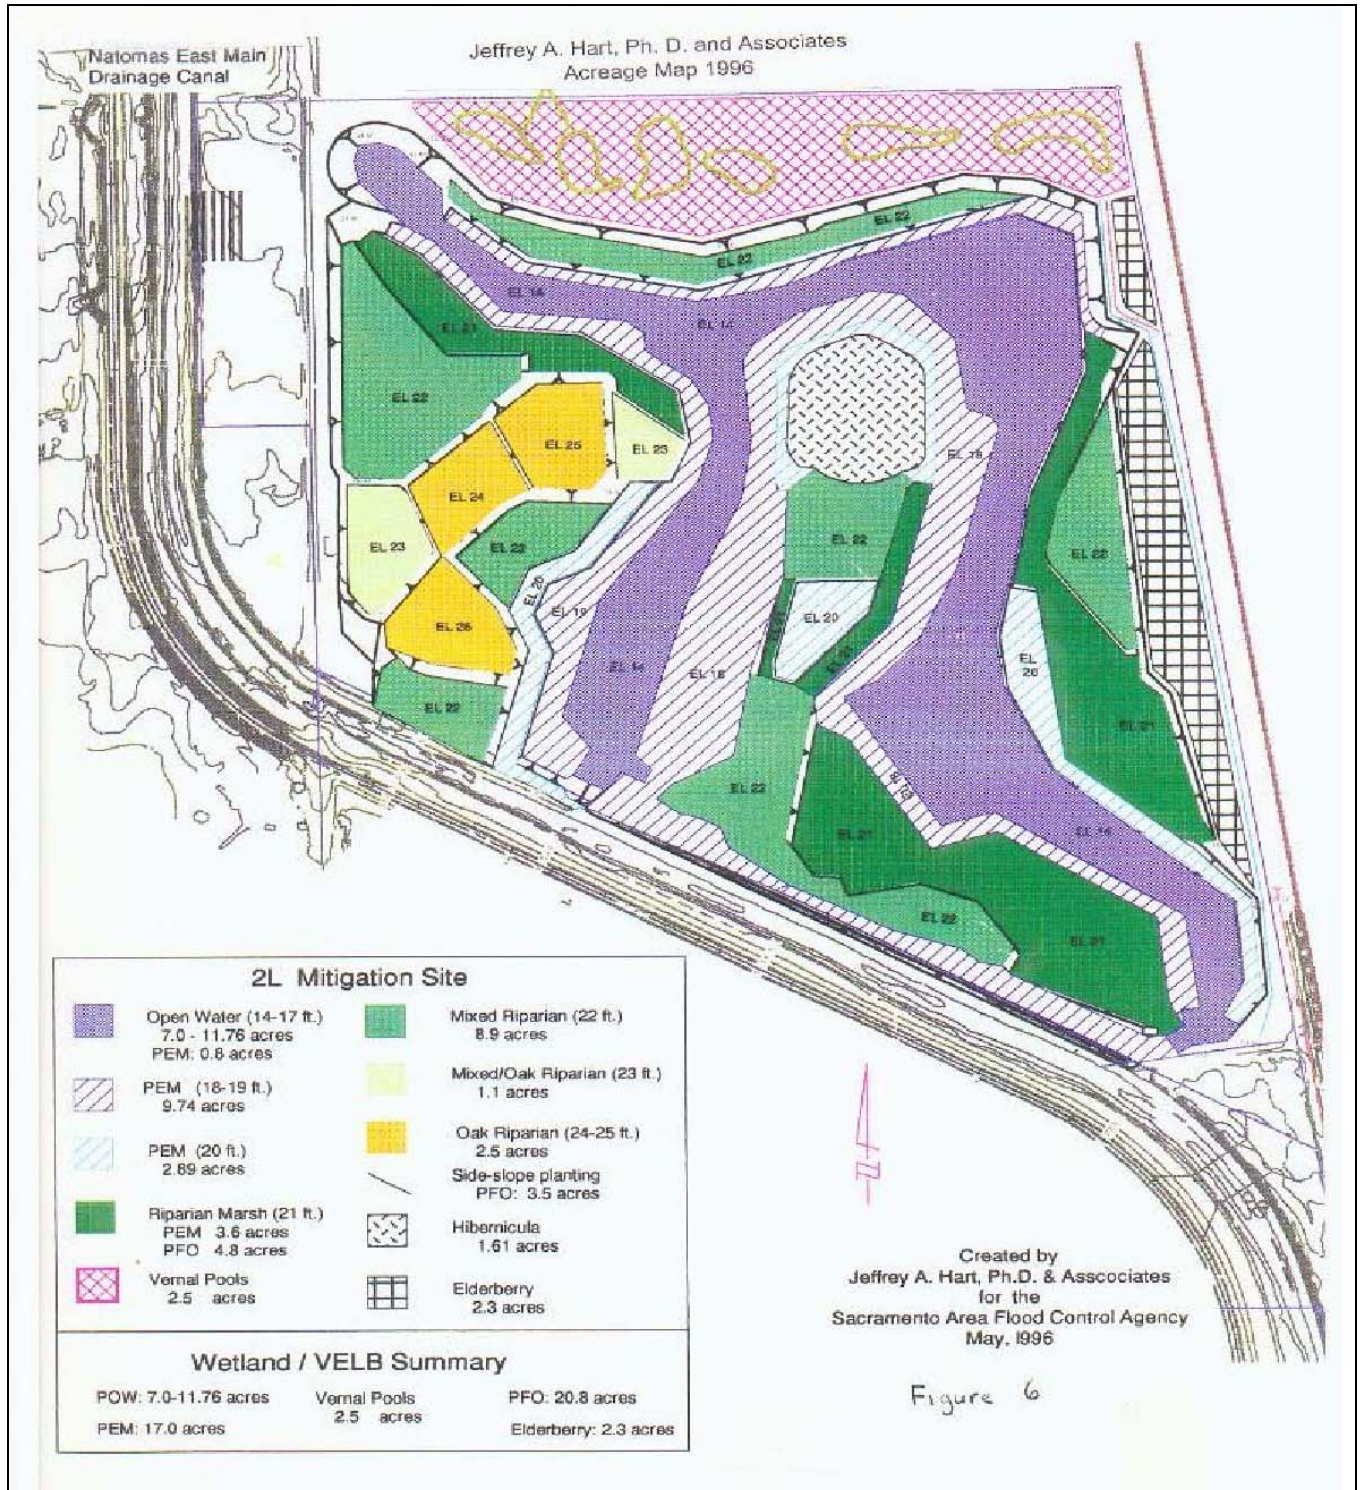 Natomas East Main
Drainage Canal
Jeffrey A. Hart, Ph. D. and Associates
Acreage Map 1996
EL 22
EL 22
EL 14
EL 21
EL 22
EL 25
EL 23
EL 18
EL 24
EL 22
EL 23
EL 22
EL 22
EL 20
EL 19
EL 20
EL 14
EL 18
EL
20
EL 22
EL 21
EL 22
EL 21
EL 22
EL 21
2L Mitigation Site
Open Water (14-17 ft.)
7.0 - 11.76 acres
PEM: 0.8 acres
PEM (18-19 ft.)
9.74 acres
PEM (20 ft.)
2.89 acres
Riparian Marsh (21 ft.)
PEM 3.6 acres
PFO 4.8 acres
Vernal Pools
2.5 acres
Mixed Riparian (22 ft.)
8.9 acres
Mixed/Oak Riparian (23 ft.)
1.1 acres
Oak Riparian (24-25 ft.)
2.5 acres
Side-slope planting
PFO: 3.5 acres
Hibernicula
1.61 acres
Elderberry
2.3 acres
Wetland / VELB Summary
POW: 7.0-11.76 acres
Vernal Pools
2.5 acres
PFO: 20.8 acres
PEM: 17.0 acres
Elderberry: 2.3 acres
Created by
Jeffrey A. Hart, Ph.D. & Asscociates
for the
Sacramento Area Flood Control Agency
May, 1996
Figure 6